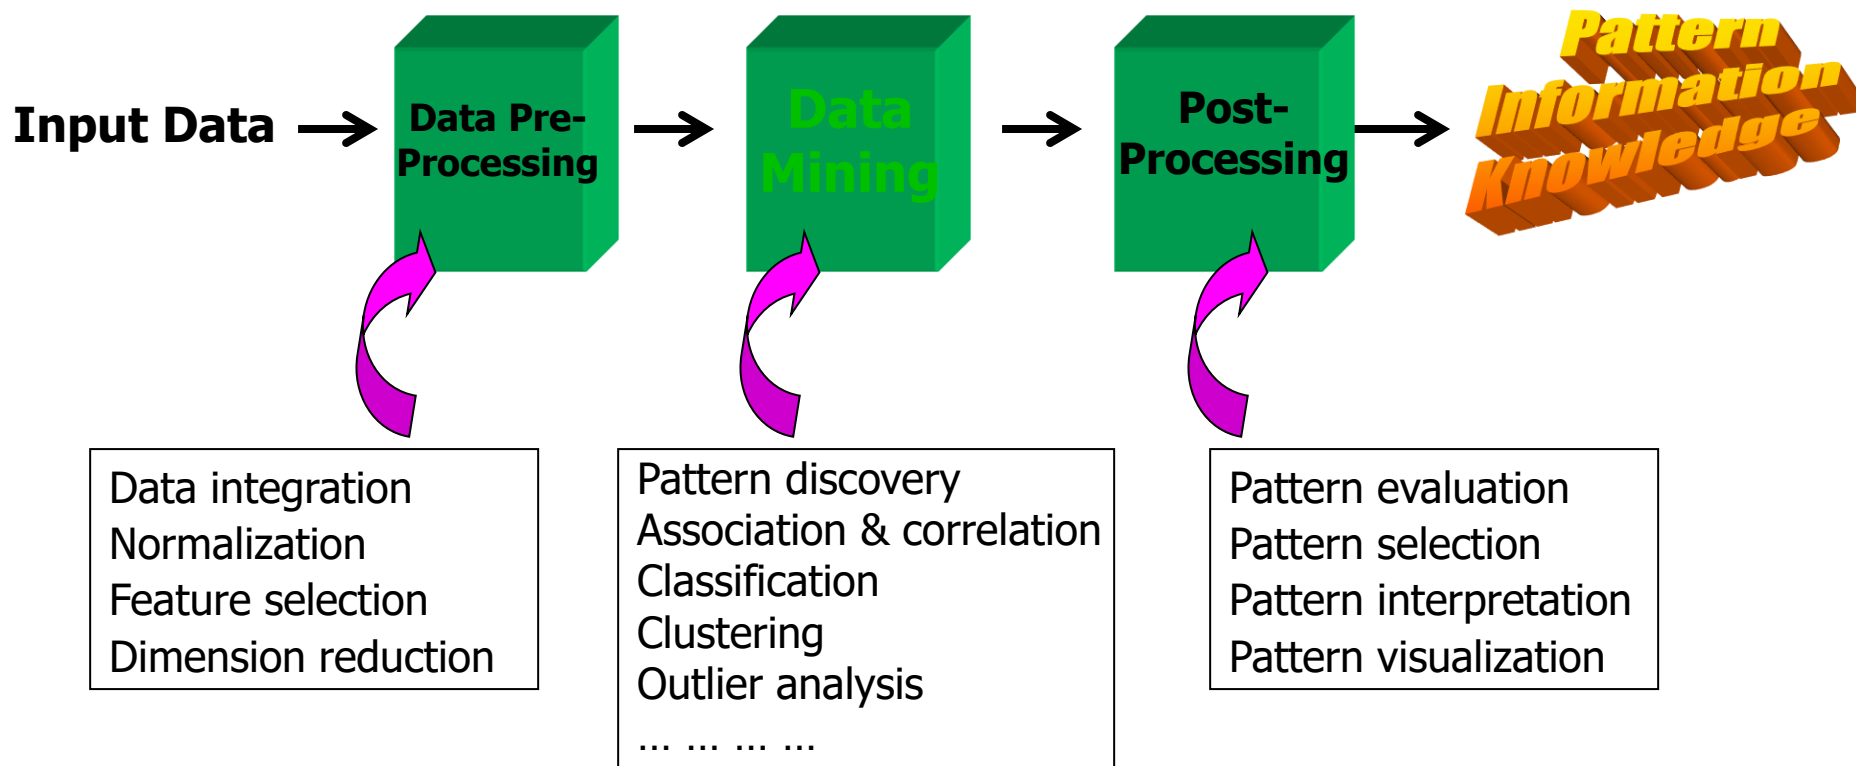 Input Data
Data Pre-
Processing
Data
Mining
Post-
Processing
Pattern
Information
Knowledge
Data integration
Normalization
Feature selection
Dimension reduction
Pattern discovery
Association & correlation
Classification
Clustering
Outlier analysis
… … … …
Pattern evaluation
Pattern selection
Pattern interpretation
Pattern visualization